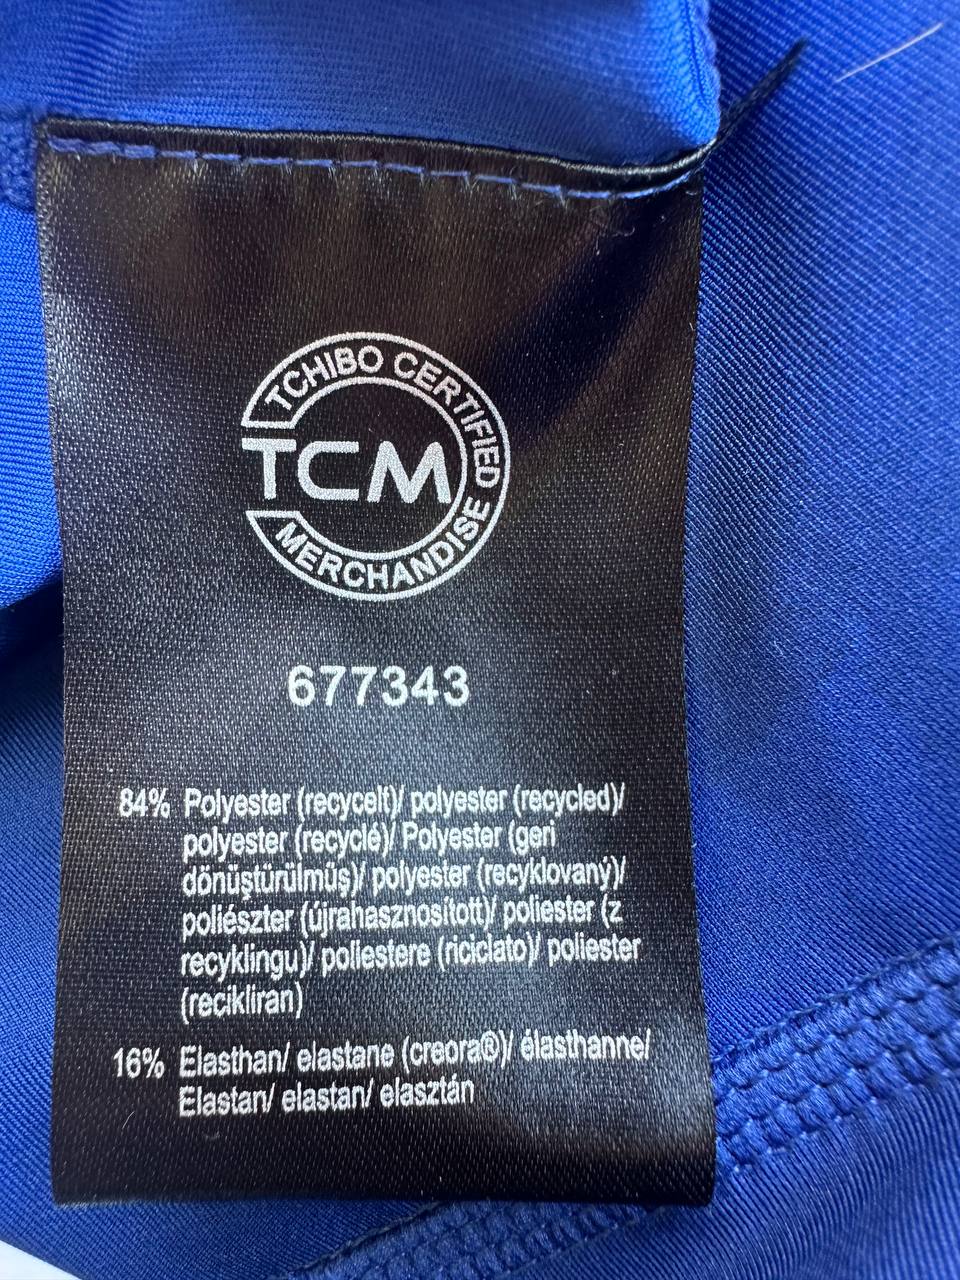 TCHIBO CERTIFIED
TCM
MERCHANDISE
677343
84% Polyester (recycelt)/ polyester (recycled)/
polyester (recyclé)/ Polyester (geri
dönüştürülmüş)/ polyester (recyklovaný)/
poliészter (újrahasznosított)/ poliester (z
recyklingu)/ poliestere (riciclato)/ poliester
(recikliran)
16% Elasthan/ elastane (creora®)/ élasthanne/
Elastan/ elastan/ elasztán